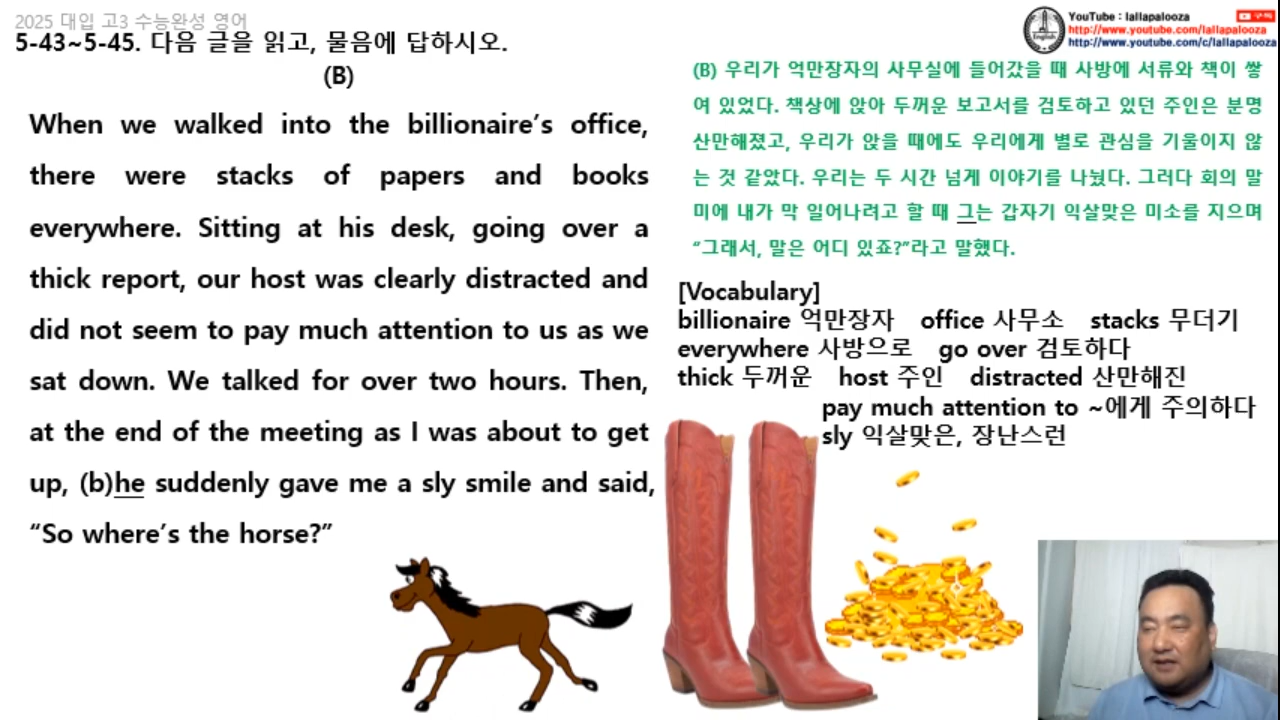 2025 대입 고3 수능완성 영어
5-43~5-45. 다음 글을 읽고, 물음에 답하시오.
(B)
When we walked into the billionaire’s office,
there were stacks of papers and books
everywhere. Sitting at his desk, going over a
thick report, our host was clearly distracted and
did not seem to pay much attention to us as we
sat down. We talked for over two hours. Then,
at the end of the meeting as I was about to get
up, (b)he suddenly gave me a sly smile and said,
“So where’s the horse?”
YouTube : lallapalooza
구독
http://www.youtube.com/lallapalooza
http://www.youtube.com/c/lallapalooza
English
(B) 우리가 억만장자의 사무실에 들어갔을 때 사방에 서류와 책이 쌓
여 있었다. 책상에 앉아 두꺼운 보고서를 검토하고 있던 주인은 분명
산만해졌고, 우리가 앉을 때에도 우리에게 별로 관심을 기울이지 않
는 것 같았다. 우리는 두 시간 넘게 이야기를 나눴다. 그러다 회의 말
미에 내가 막 일어나려고 할 때 그는 갑자기 익살맞은 미소를 지으며
“그래서, 말은 어디 있죠?”라고 말했다.
[Vocabulary]
billionaire 억만장자 office 사무소 stacks 무더기
everywhere 사방으로 go over 검토하다
thick 두꺼운 host 주인 distracted 산만해진
pay much attention to ~에게 주의하다
sly 익살맞은, 장난스런